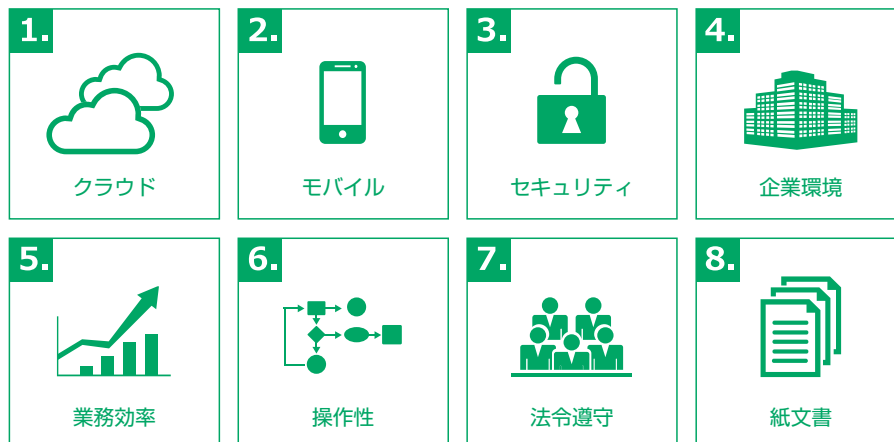 1.
クラウド
2.
モバイル
3.
セキュリティ
4.
企業環境
5.
業務効率
6.
操作性
7.
法令遵守
8.
紙文書